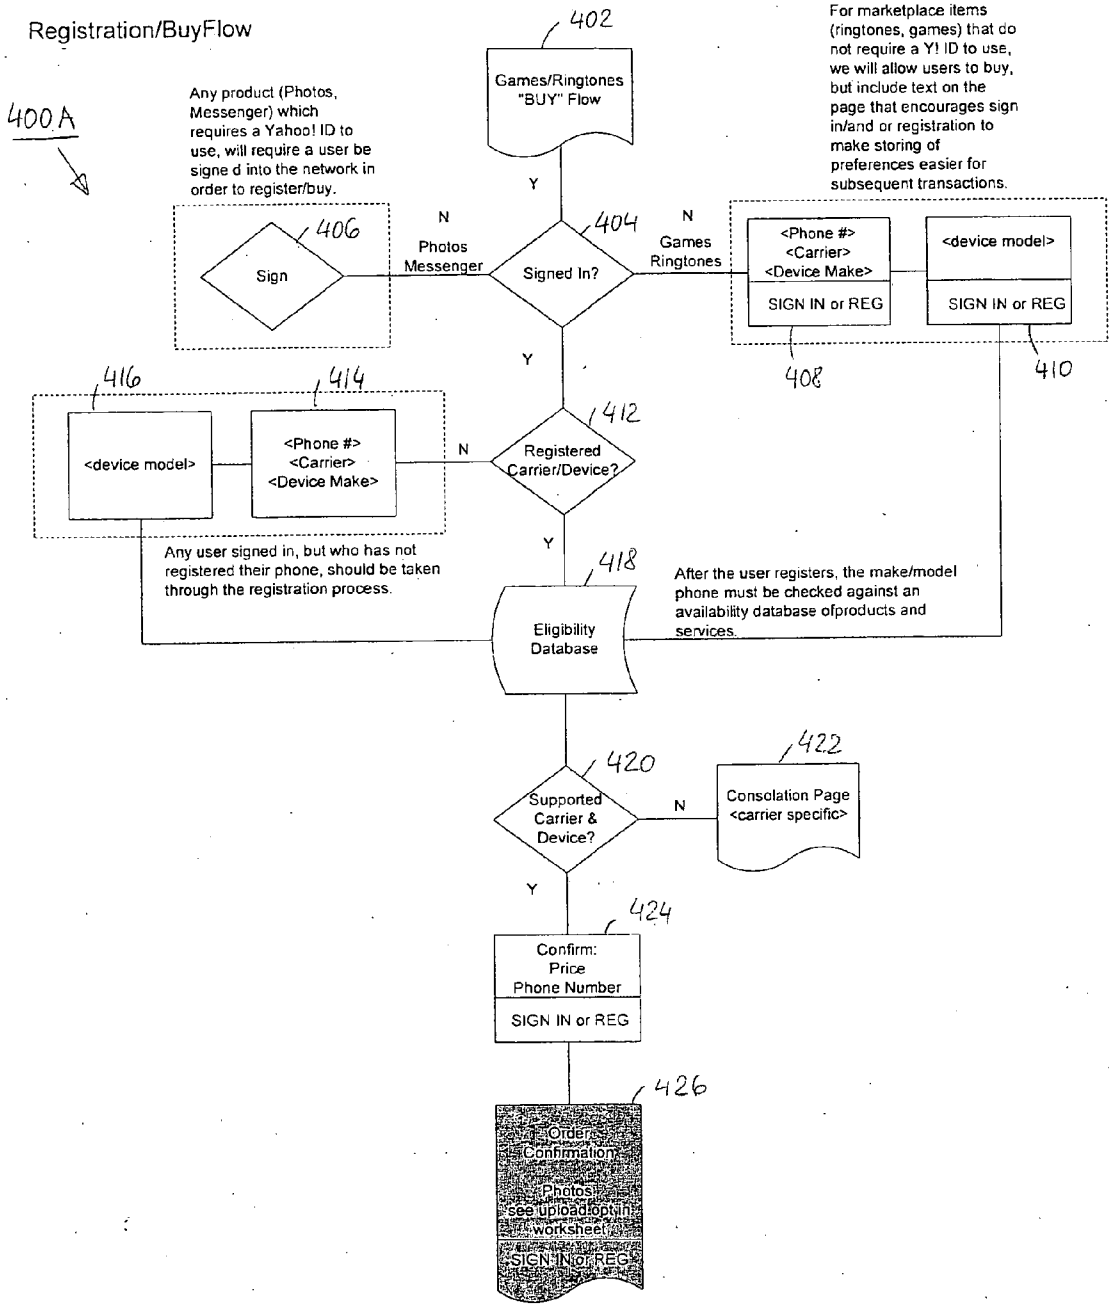 Registration/BuyFlow
400A
402
Games/Ringtones
"BUY" Flow
Any product (Photos,
Messenger) which
requires a Yahoo! ID to
use, will require a user be
signe d into the network in
order to register/buy.
For marketplace items
(ringtones, games) that do
not require a Y! ID to use,
we will allow users to buy,
but include text on the
page that encourages sign
in/and or registration to
make storing of
preferences easier for
subsequent transactions.
Y
406
Sign
N
Photos
Messenger
404
Signed In?
N
Games
Ringtones
<Phone #>
<Carrier>
<Device Make>
SIGN IN or REG
408
<device model>
SIGN IN or REG
410
Y
416
<device model>
414
<Phone #>
<Carrier>
<Device Make>
N
412
Registered
Carrier/Device?
Any user signed in, but who has not
registered their phone, should be taken
through the registration process.
Y
418
Eligibility
Database
After the user registers, the make/model
phone must be checked against an
availability database ofproducts and
services.
420
Supported
Carrier &
Device?
N
422
Consolation Page
<carrier specific>
Y
424
Confirm:
Price
Phone Number
SIGN IN or REG
426
Order
Confirmation
Photos
see upload opt in
worksheet
SIGN IN or REG